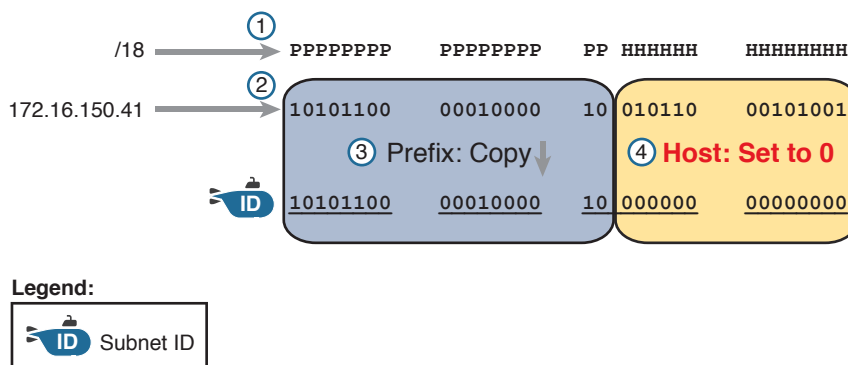 1
/18 PPPPPPPP PPPPPPPP PP HHHHHH HHHHHHHH
2
172.16.150.41 10101100 00010000 10 010110 00101001
3 Prefix: Copy 4 Host: Set to 0
ID 10101100 00010000 10 000000 00000000
Legend:
ID Subnet ID